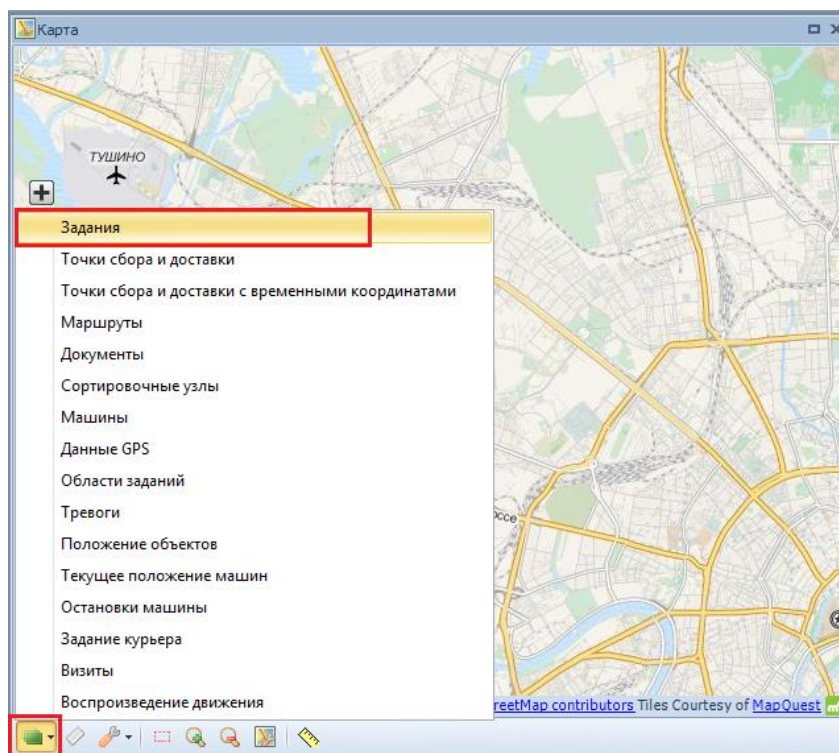 Карта
ТУШИНО
Задания
Точки сбора и доставки
Точки сбора и доставки с временными координатами
Маршруты
Документы
Сортировочные узлы
Машины
Данные GPS
Области заданий
Тревоги
Положение объектов
Текущее положение машин
Остановки машины
Задание курьера
Визиты
Воспроизведение движения
reetMap contributors Tiles Courtesy of MapQuest